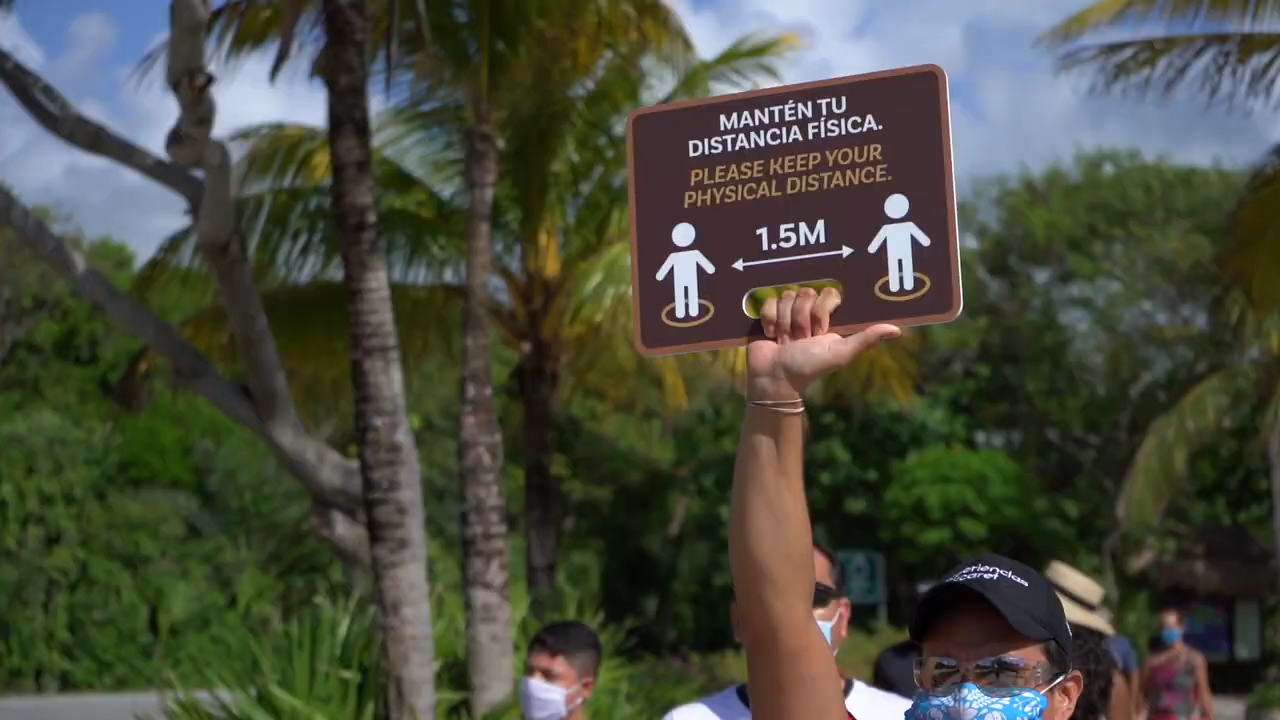 MANTÉN TU
DISTANCIA FÍSICA.
PLEASE KEEP YOUR
PHYSICAL DISTANCE.
1.5M